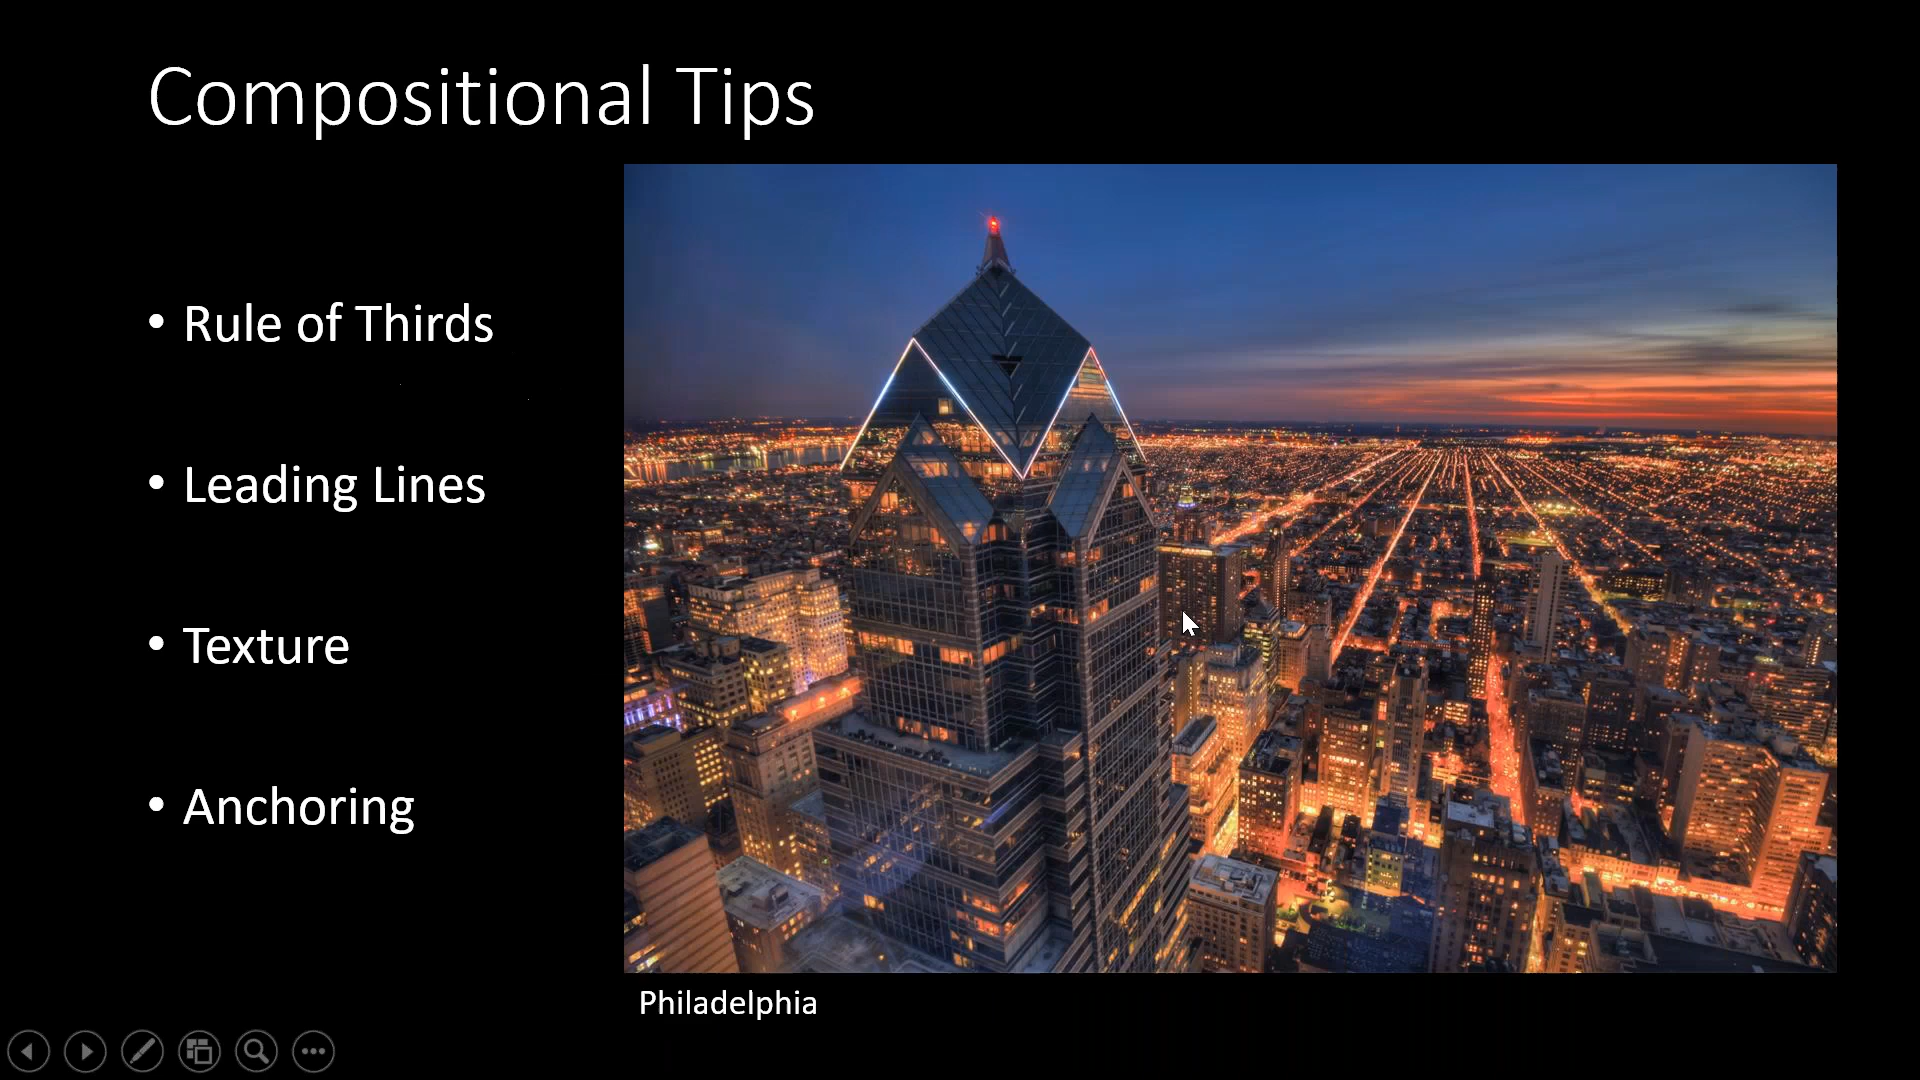 Compositional Tips
• Rule of Thirds
• Leading Lines
• Texture
• Anchoring
Philadelphia